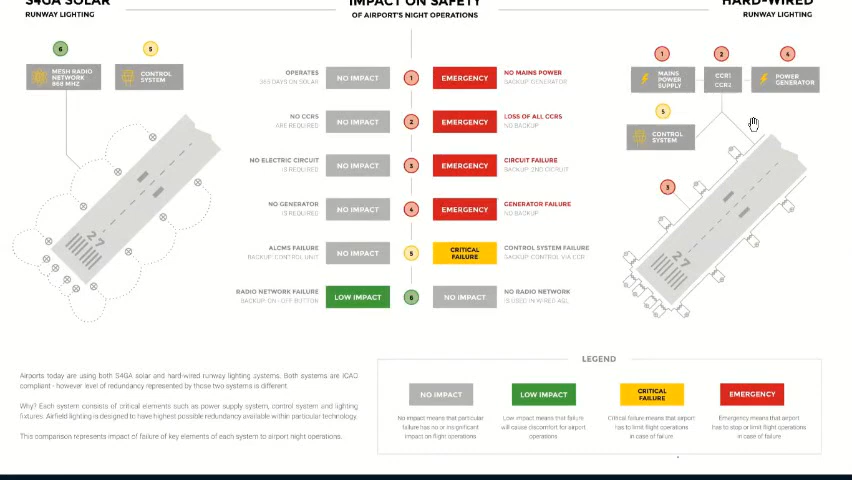 S4GA SOLAR
RUNWAY LIGHTING
IMPACT ON SAFETY
OF AIRPORT'S NIGHT OPERATIONS
HARD-WIRED
RUNWAY LIGHTING
6
5
MESH RADIO
NETWORK
868 MHZ
CONTROL
SYSTEM
27
OPERATES
365 DAYS ON SOLAR
NO IMPACT
1
EMERGENCY
NO MAINS POWER
BACKUP GENERATOR
NO CCRS
ARE REQUIRED
NO IMPACT
2
EMERGENCY
LOSS OF ALL CCRS
NO BACKUP
NO ELECTRIC CIRCUIT
IS REQUIRED
NO IMPACT
3
EMERGENCY
CIRCUIT FAILURE
BACKUP 2ND CIRCUIT
NO GENERATOR
IS REQUIRED
NO IMPACT
4
EMERGENCY
GENERATOR FAILURE
NO BACKUP
ALCMS FAILURE
BACKUP CONTROL UNIT
NO IMPACT
5
CRITICAL
FAILURE
CONTROL SYSTEM FAILURE
BACKUP CONTROL VIA CCR
RADIO NETWORK FAILURE
BACKUP ON-OFF BUTTON
LOW IMPACT
6
NO IMPACT
NO RADIO NETWORK
IS USED IN WIRED AGL
1
2
4
MAINS
POWER
SUPPLY
CCR1
CCR2
POWER
GENERATOR
5
CONTROL
SYSTEM
3
27
Airports today are using both S4GA solar and hard-wired runway lighting systems. Both systems are ICAO
compliant - however level of redundancy represented by those two systems is different.
Why? Each system consists of critical elements such as power supply system, control system and lighting
fixtures. Airfield lighting is designed to have highest possible redundancy available within particular technology.
This comparison represents impact of failure of key elements of each system to airport night operations.
LEGEND
NO IMPACT
No impact means that particular
failure has no or insignificant
impact on flight operations
LOW IMPACT
Low impact means that failure
will cause discomfort for airport
operations
CRITICAL
FAILURE
Critical failure means that airport
has to limit flight operations
in case of failure
EMERGENCY
Emergency means that airport
has to stop or limit flight operations
in case of failure